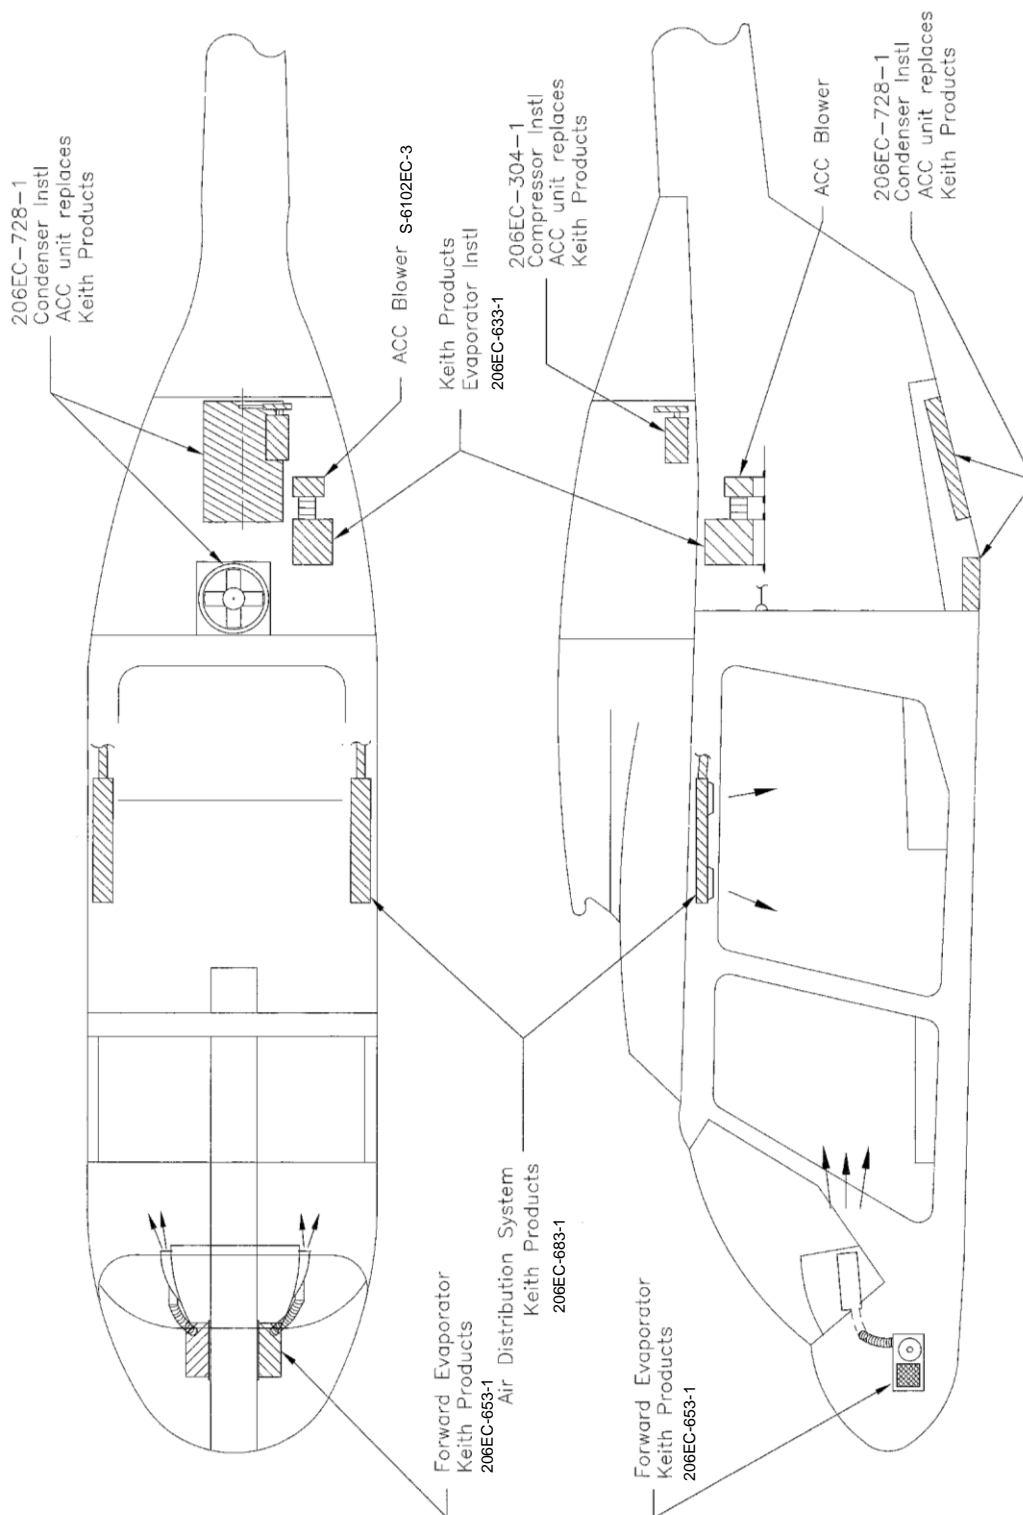 206EC-728-1
Condenser Instl
ACC unit replaces
Keith Products
ACC Blower S-6102EC-3
Keith Products
Evaporator Instl
206EC-633-1
206EC-304-1
Compressor Instl
ACC unit replaces
Keith Products
ACC Blower
206EC-728-1
Condenser Instl
ACC unit replaces
Keith Products
Forward Evaporator
Keith Products
206EC-653-1
Air Distribution System
Keith Products
206EC-683-1
Forward Evaporator
Keith Products
206EC-653-1